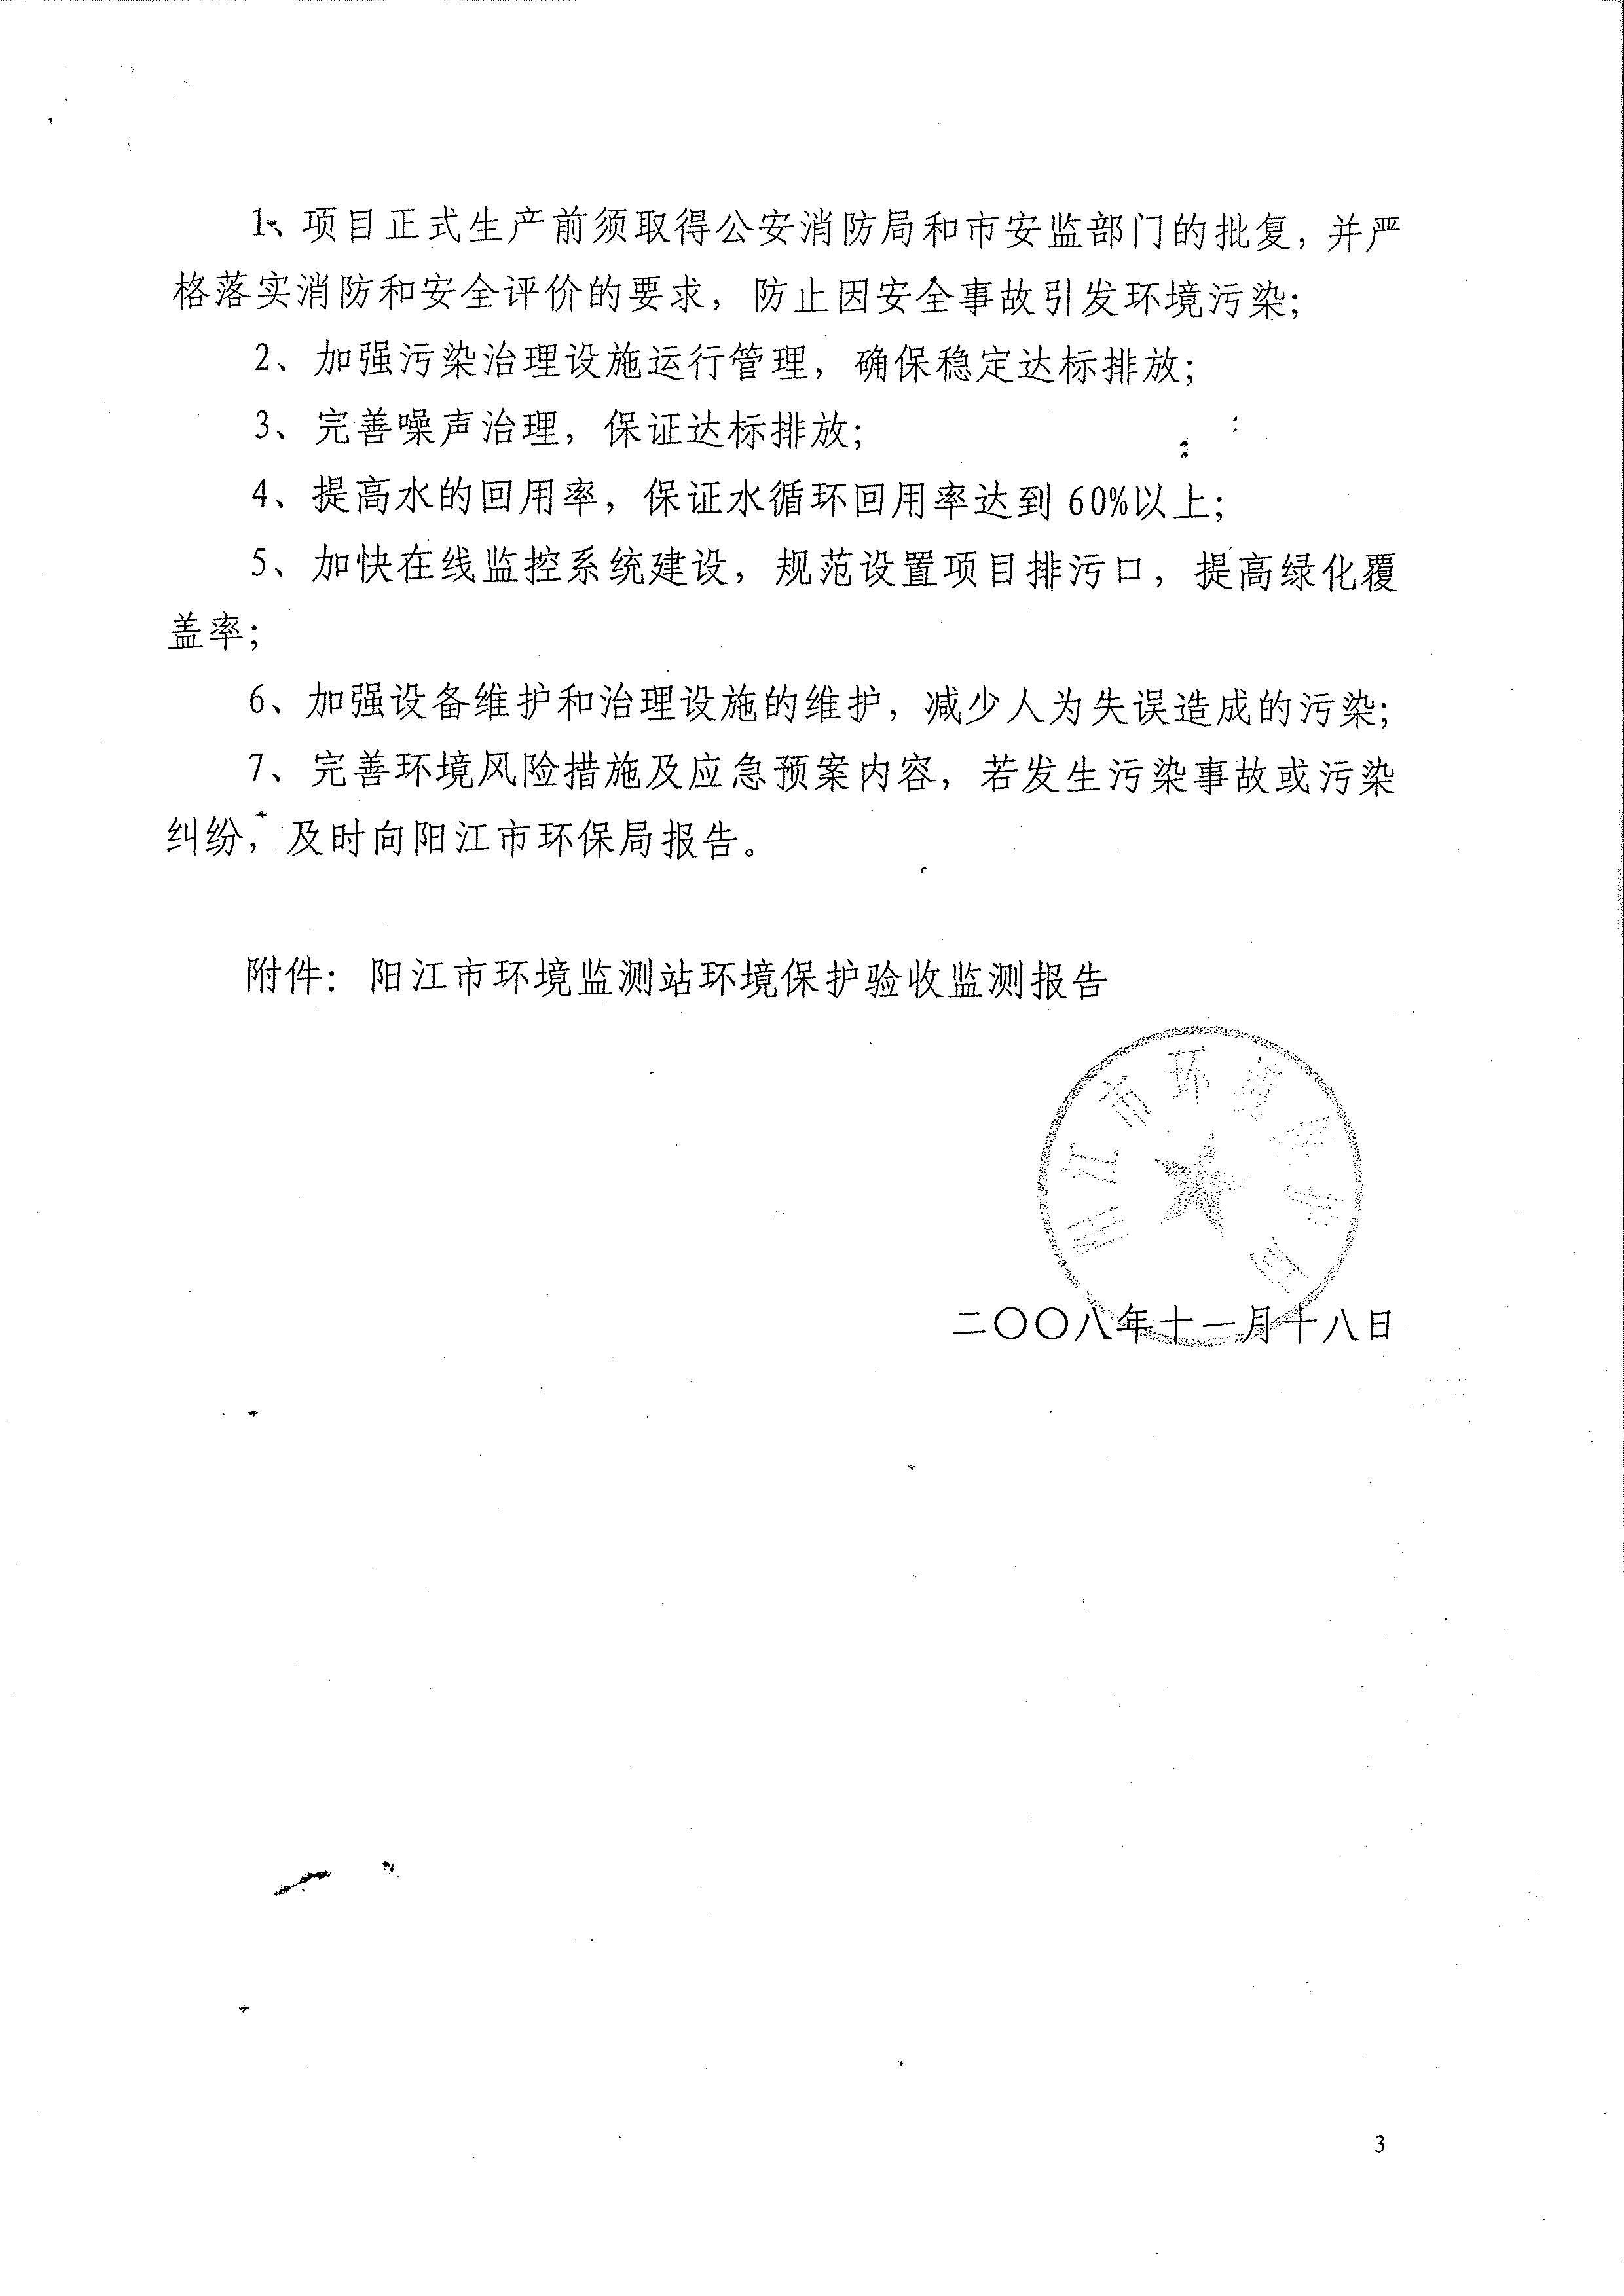 1、项目正式生产前须取得公安消防局和市安监部门的批复，并严
格落实消防和安全评价的要求，防止因安全事故引发环境污染；
2、加强污染治理设施运行管理，确保稳定达标排放；
3、完善噪声治理，保证达标排放；
4、提高水的回用率，保证水循环回用率达到60%以上；
5、加快在线监控系统建设，规范设置项目排污口，提高绿化覆
盖率；
6、加强设备维护和治理设施的维护，减少人为失误造成的污染；
7、完善环境风险措施及应急预案内容，若发生污染事故或污染
纠纷，及时向阳江市环保局报告。
附件：阳江市环境监测站环境保护验收监测报告
江市环
二〇〇八年十一月十八日
3